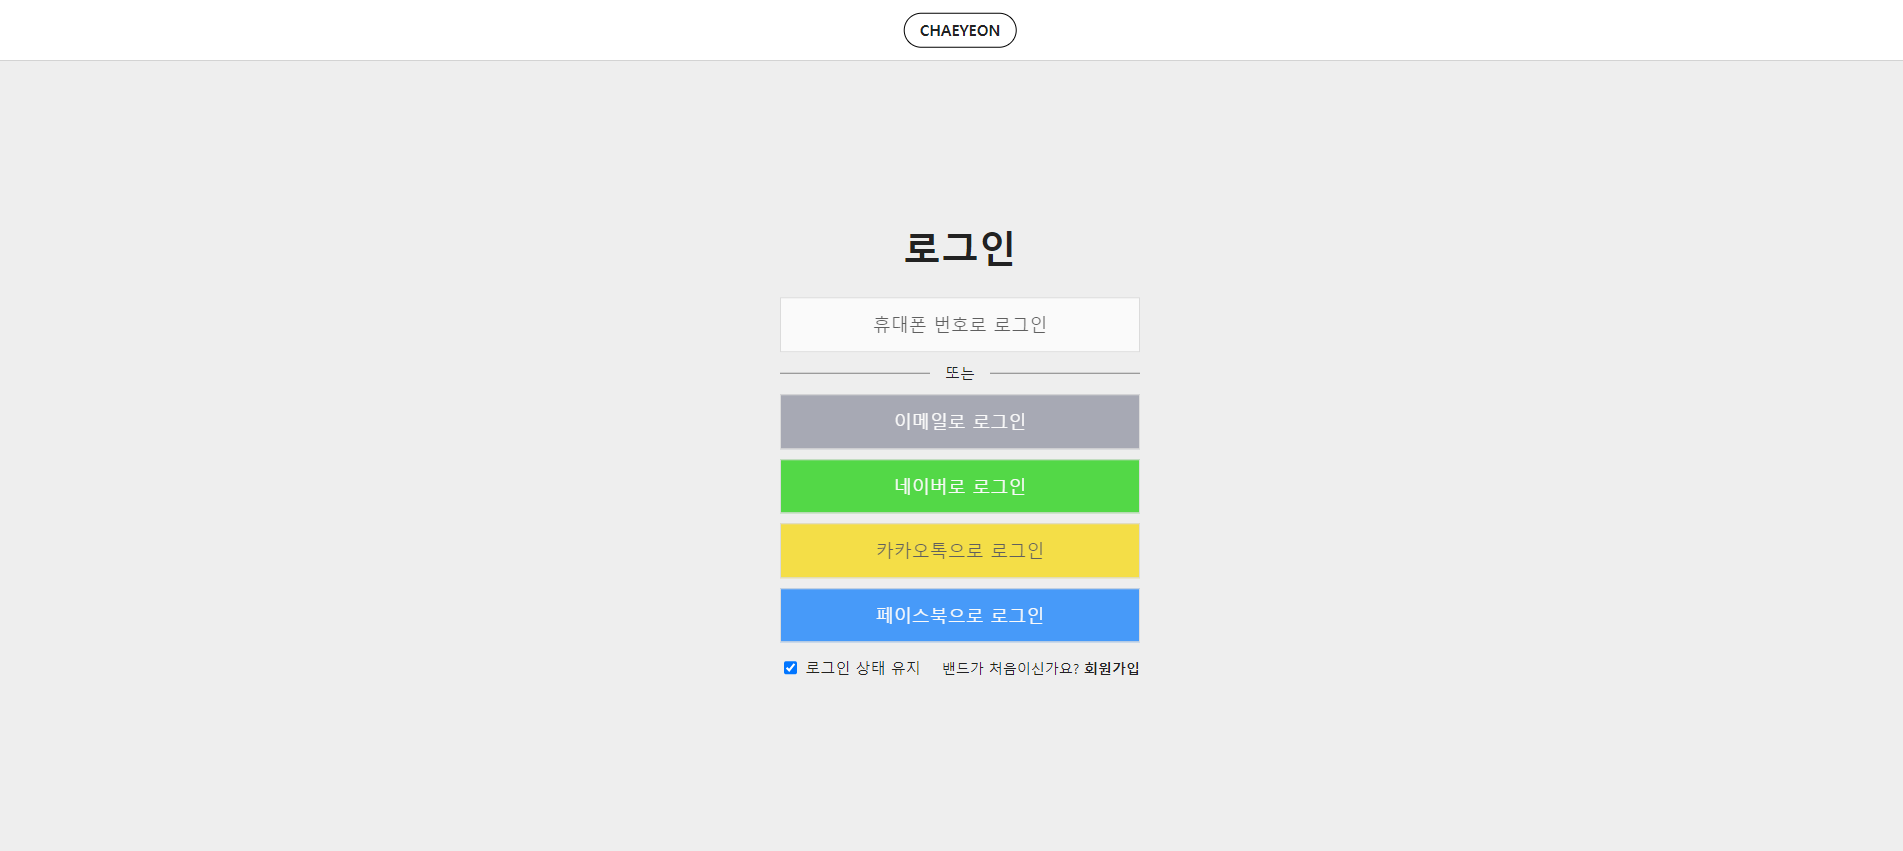 CHAEYEON
로그인
휴대폰 번호로 로그인
또는
이메일로 로그인
네이버로 로그인
카카오톡으로 로그인
페이스북으로 로그인
로그인 상태 유지 밴드가 처음이신가요? 회원가입